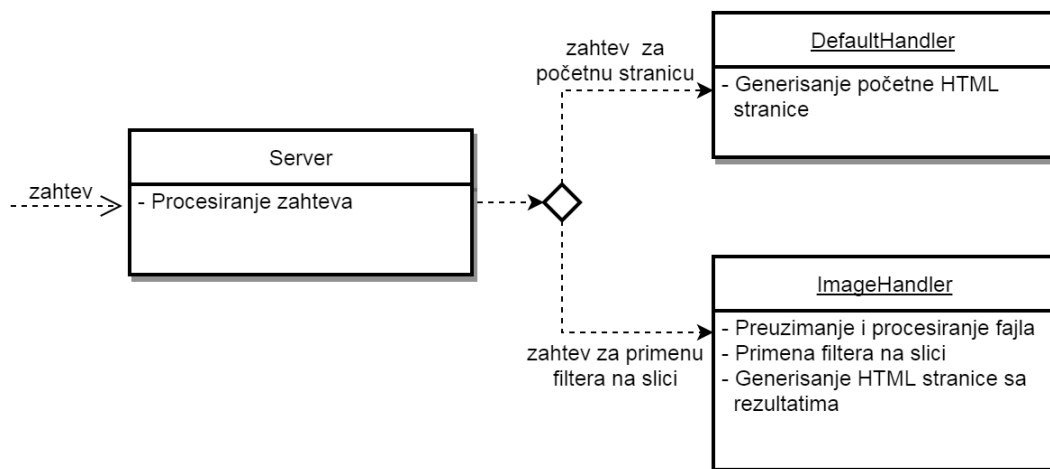 zahtev
Server
- Procesiranje zahteva
zahtev za
početnu stranicu
DefaultHandler
- Generisanje početne HTML
stranice
zahtev za primenu
filtera na slici
ImageHandler
- Preuzimanje i procesiranje fajla
- Primena filtera na slici
- Generisanje HTML stranice sa
rezultatima